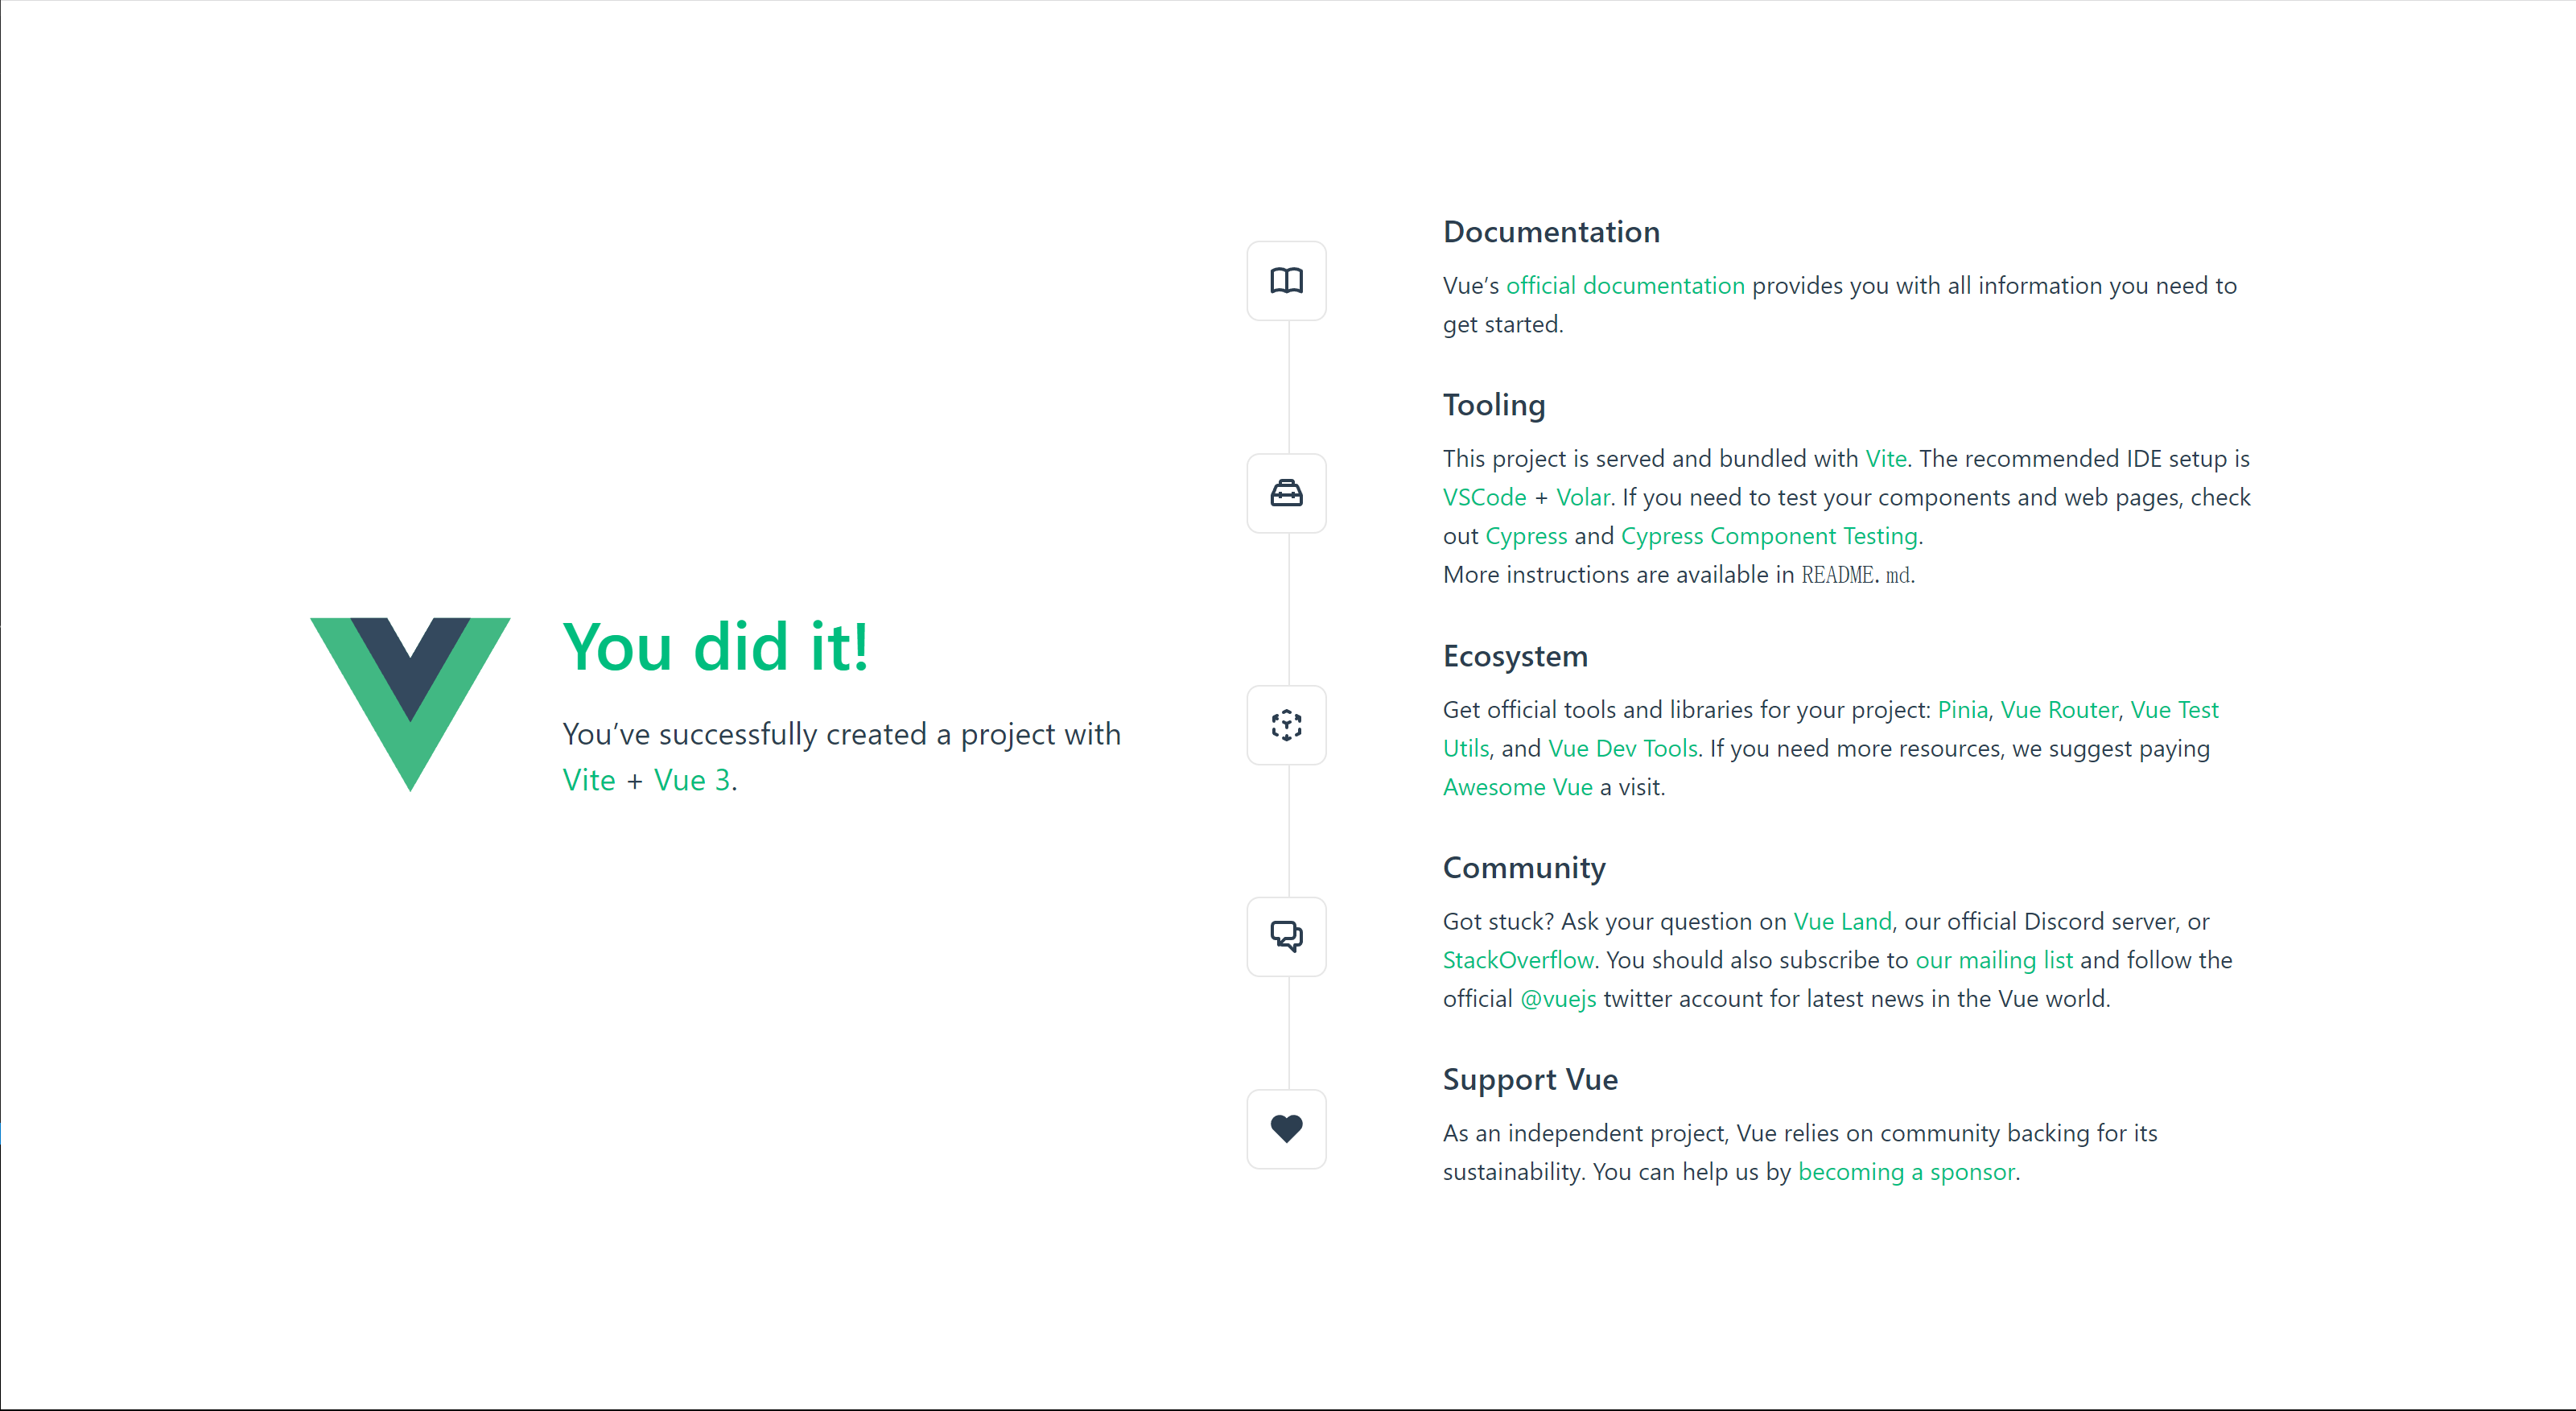 You did it!
You’ve successfully created a project with
Vite + Vue 3.
Documentation
Vue’s official documentation provides you with all information you need to
get started.
Tooling
This project is served and bundled with Vite. The recommended IDE setup is
VSCode + Volar. If you need to test your components and web pages, check
out Cypress and Cypress Component Testing.
More instructions are available in README.md.
Ecosystem
Get official tools and libraries for your project: Pinia, Vue Router, Vue Test
Utils, and Vue Dev Tools. If you need more resources, we suggest paying
Awesome Vue a visit.
Community
Got stuck? Ask your question on Vue Land, our official Discord server, or
StackOverflow. You should also subscribe to our mailing list and follow the
official @vuejs twitter account for latest news in the Vue world.
Support Vue
As an independent project, Vue relies on community backing for its
sustainability. You can help us by becoming a sponsor.